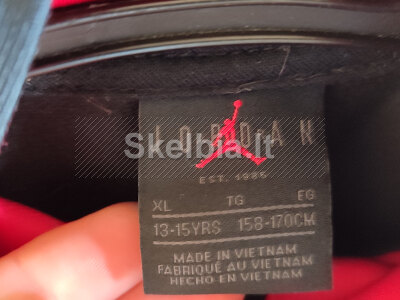 JORDAN
Skelbiu.lt
EST. 1985
XL TG EG
13-15YRS 158-170CM
MADE IN VIETNAM
FABRIQUÉ AU VIETNAM
HECHO EN VIETNAM